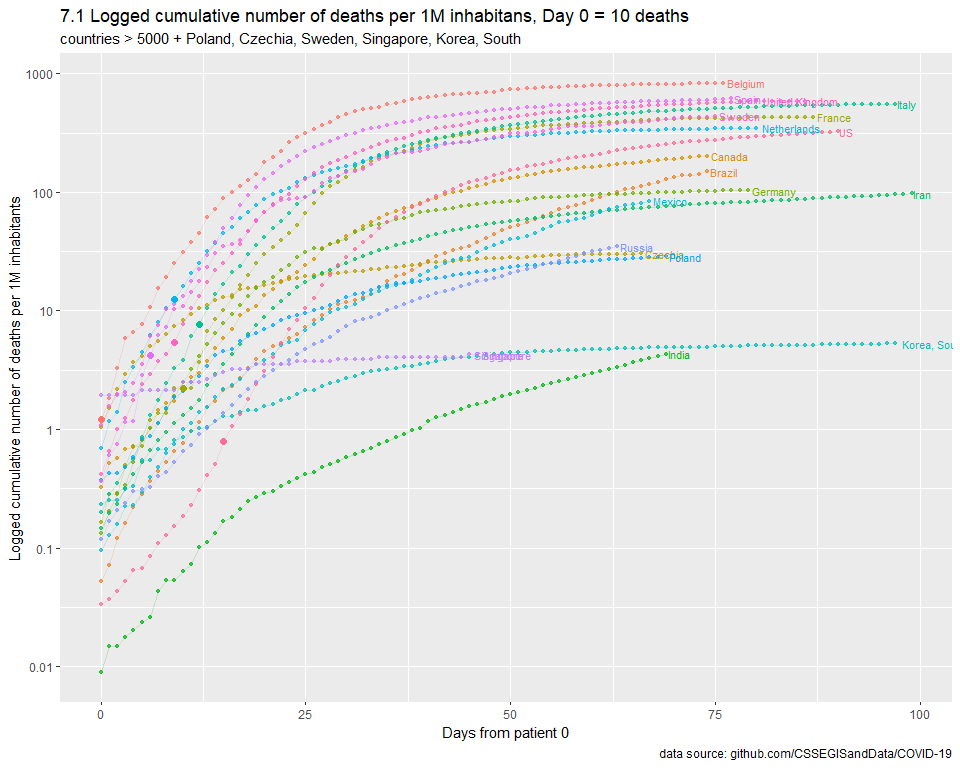 7.1 Logged cumulative number of deaths per 1M inhabitans, Day 0 = 10 deaths
countries > 5000 + Poland, Czechia, Sweden, Singapore, Korea, South
Logged cumulative number of deaths per 1M inhabitants
1000
100
10
1
0.1
0.01
Belgium
Spain
United Kingdom
Italy
Sweden
France
Netherlands
US
Canada
Brazil
Germany
Iran
Mexico
Russia
Czechia
Poland
Singapore
Korea, Sou
India
0
25
50
75
100
Days from patient 0
data source: github.com/CSSEGISandData/COVID-19